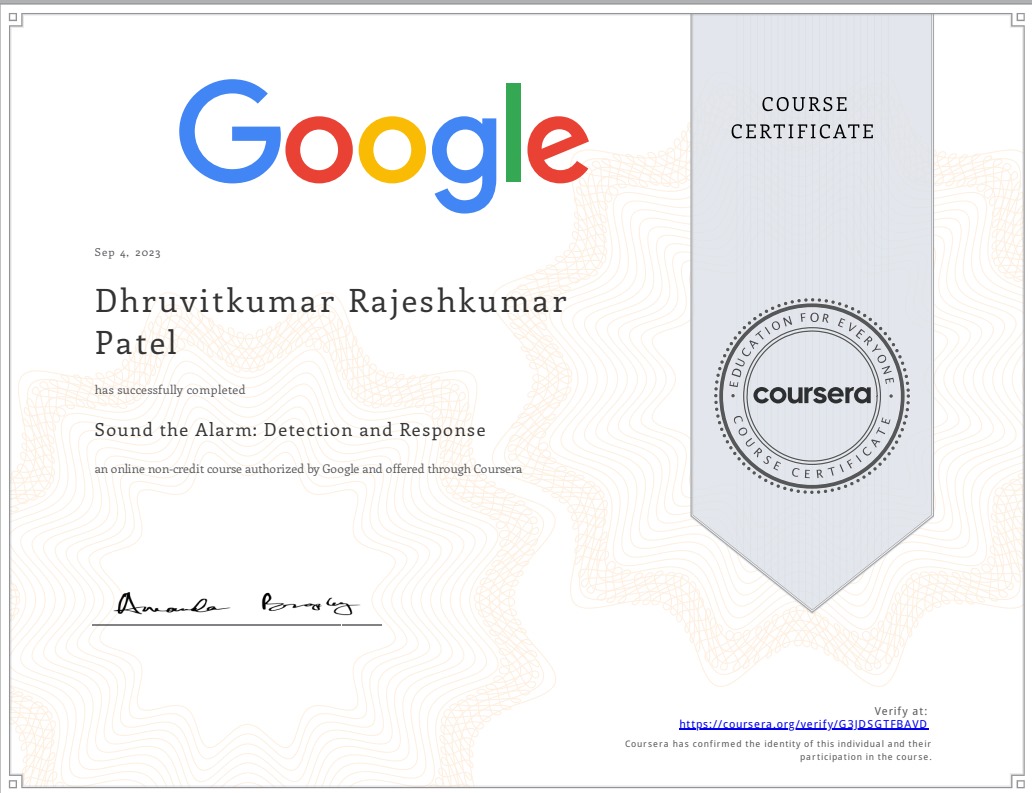 Google
COURSE
CERTIFICATE
Sep 4, 2023
Dhruvitkumar Rajeshkumar
Patel
has successfully completed
Sound the Alarm: Detection and Response
an online non-credit course authorized by Google and offered through Coursera
EDUCATION FOR EVERYONE
coursera
COURSE CERTIFICATE
Amanda Brophy
Verify at:
https://coursera.org/verify/G3JDSGTFBAVD
Coursera has confirmed the identity of this individual and their
participation in the course.